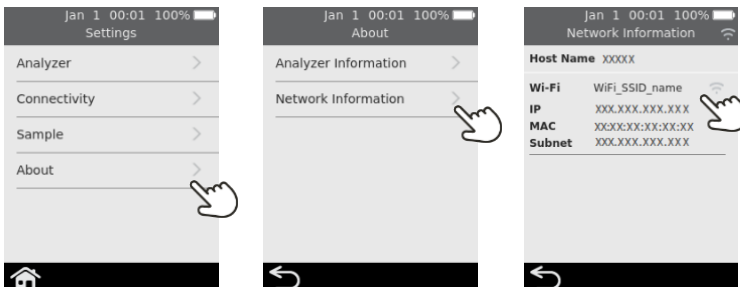 Jan 1 00:01 100%
Settings
Analyzer
Connectivity
Sample
About
Jan 1 00:01 100%
About
Analyzer Information
Network Information
Jan 1 00:01 100%
Network Information
Host Name XXXXX
Wi-Fi WiFi_SSID_name
IP XXX.XXX.XXX.XXX
MAC XX:XX:XX:XX:XX:XX
Subnet XXX.XXX.XXX.XXX